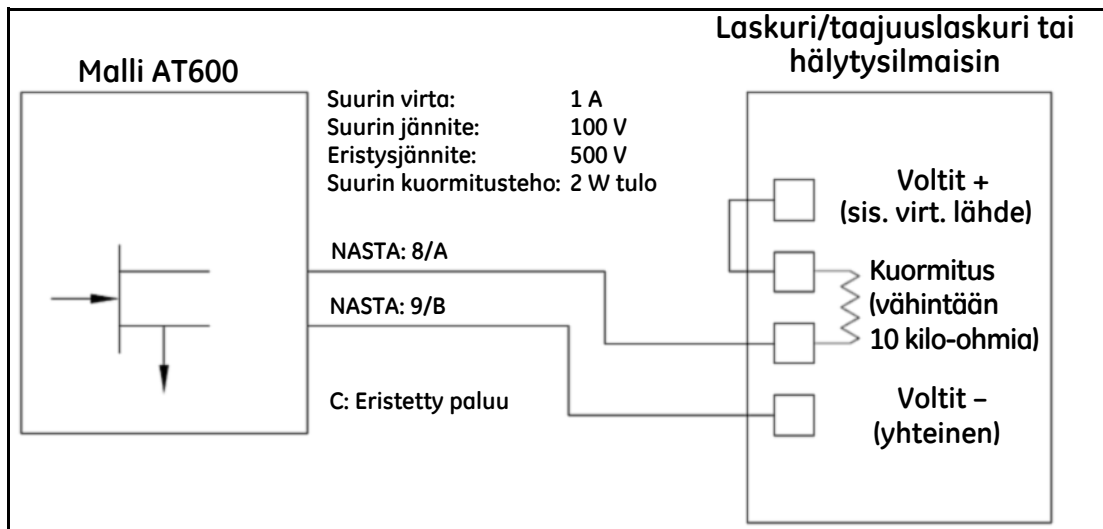 Malli AT600
Laskuri/taajuuslaskuri tai
hälytysilmaisin
Suurin virta: 1 A
Suurin jännite: 100 V
Eristysjännite: 500 V
Suurin kuormitusteho: 2 W tulo
NASTA: 8/A
NASTA: 9/B
C: Eristetty paluu
Voltit +
(sis. virt. lähde)
Kuormitus
(vähintään
10 kilo-ohmia)
Voltit –
(yhteinen)